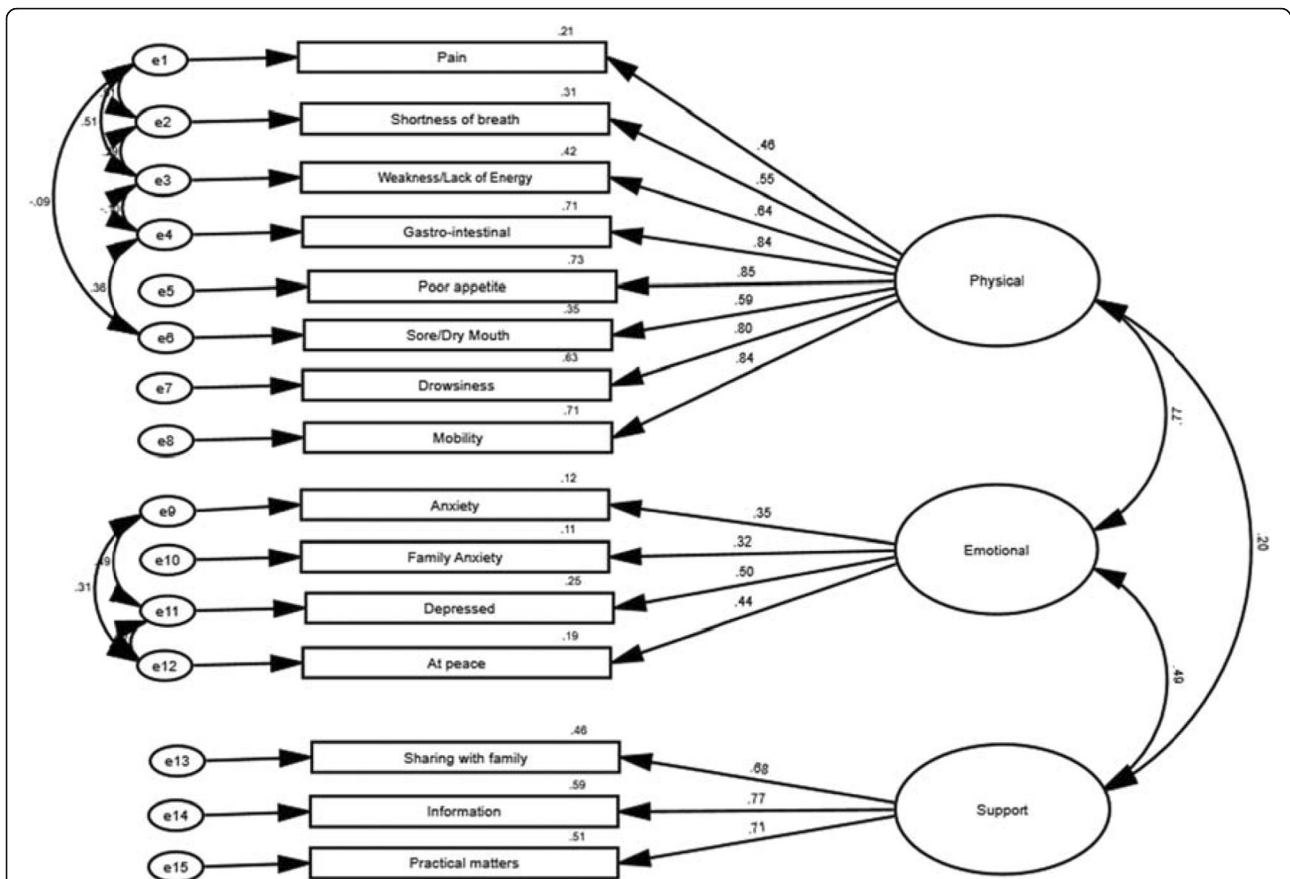 .21
e1
Pain
.31
e2
Shortness of breath
.51
.42
e3
Weakness/Lack of Energy
-.09
.71
e4
Gastro-intestinal
.36
.73
e5
Poor appetite
.35
e6
Sore/Dry Mouth
.63
e7
Drowsiness
.71
e8
Mobility
.46
.55
.64
.84
.85
.59
.80
.84
Physical
.77
.20
.12
e9
Anxiety
.11
e10
Family Anxiety
.49
.31
.25
e11
Depressed
.19
e12
At peace
.35
.32
.50
.44
Emotional
.49
.46
e13
Sharing with family
.59
e14
Information
.51
e15
Practical matters
.68
.77
.71
Support